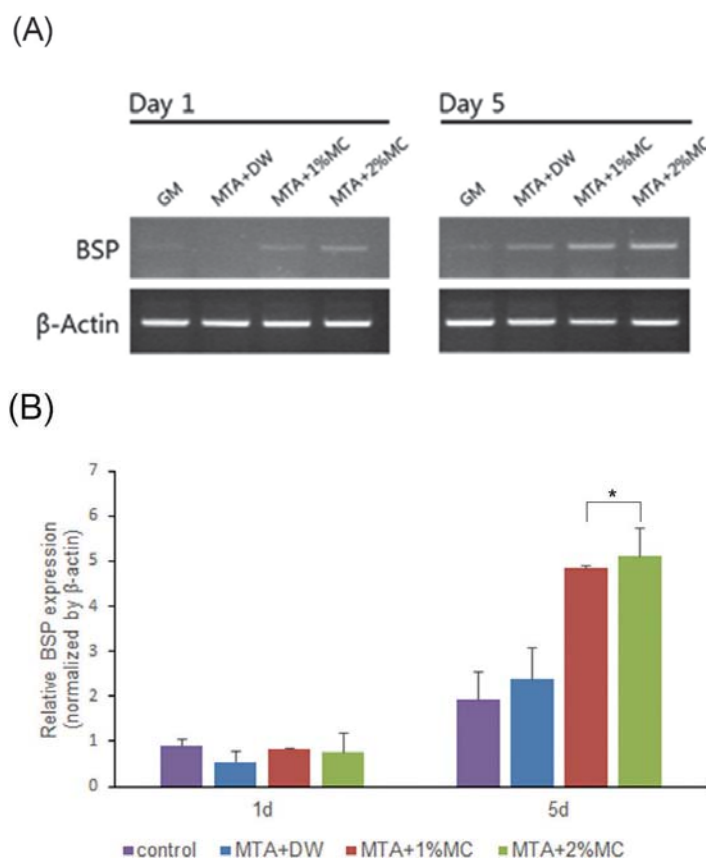 (A)
Day 1
Day 5
GM MTA+DW MTA+1%MC MTA+2%MC
GM MTA+DW MTA+1%MC MTA+2%MC
BSP
β-Actin
(B)
Relative BSP expression
(normalized by β-actin)
7
6
5
4
3
2
1
0
*
1d 5d
control MTA+DW MTA+1%MC MTA+2%MC